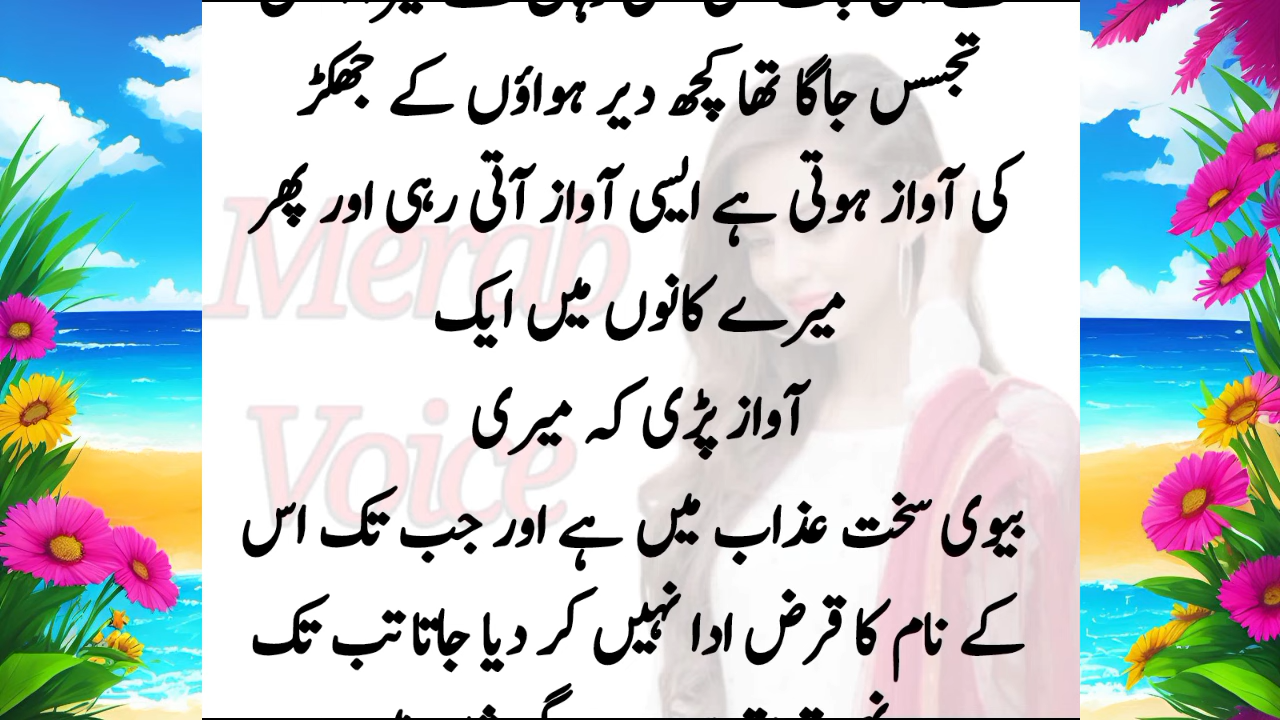 تجسس جاگا تھا کچھ دیر ہواؤں کے جھکڑ
کی آواز ہوتی ہے ایسی آواز آتی رہی اور پھر
میرے کانوں میں ایک
آواز پڑی کہ میری
بیوی سخت عذاب میں ہے اور جب تک اس
کے نام کا قرض ادا نہیں کر دیا جاتا تب تک
Merab
Voice